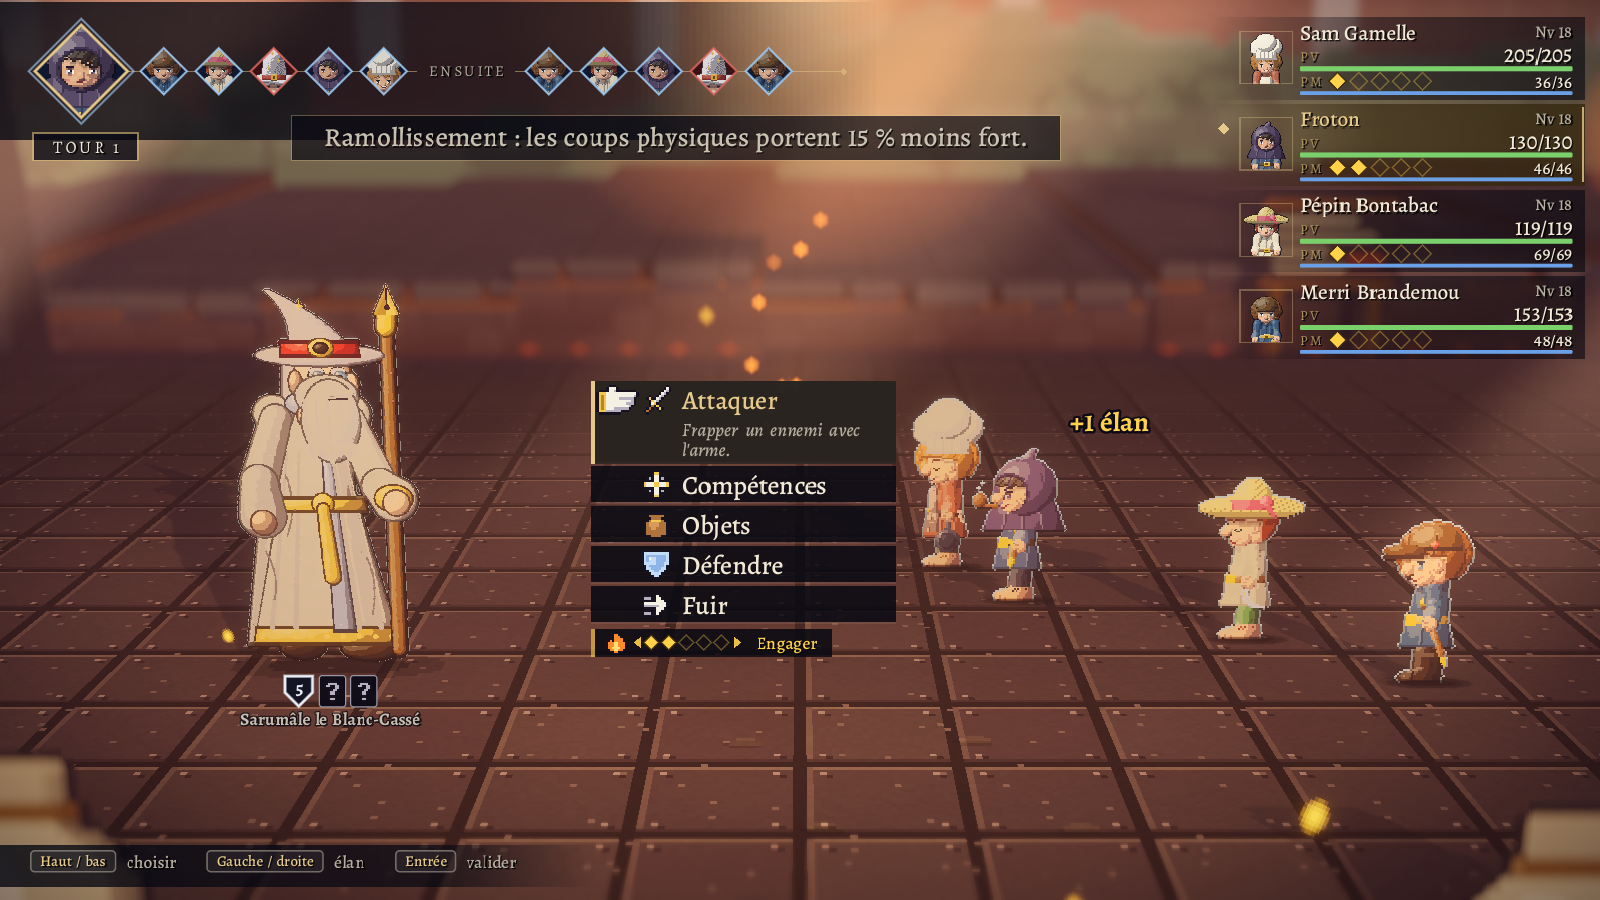 ENSUITE
TOUR 1
Ramollissement : les coups physiques portent 15 % moins fort.
Sam Gamelle Nv 18
PV 205/205
PM 36/36
Froton Nv 18
PV 130/130
PM 46/46
Pépin Bontabac Nv 18
PV 119/119
PM 69/69
Merri Brandemou Nv 18
PV 153/153
PM 48/48
Attaquer
Frapper un ennemi avec
l'arme.
Compétences
Objets
Défendre
Fuir
Engager
+1 élan
5 ? ?
Sarumâle le Blanc-Cassé
Haut / bas choisir Gauche / droite élan Entrée valider